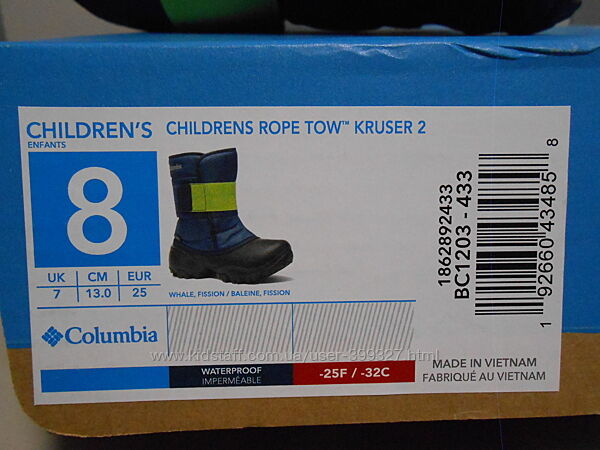 CHILDREN'S
ENFANTS
CHILDRENS ROPE TOW™ KRUSER 2
8
UK CM EUR
7 13.0 25
WHALE, FISSION / BALEINE, FISSION
1862892433
BC1203 - 433
1 92660 43485 8
Columbia
www.kidstaff.com.ua/user-399327.html
WATERPROOF
IMPERMÉABLE
-25F / -32C
MADE IN VIETNAM
FABRIQUÉ AU VIETNAM